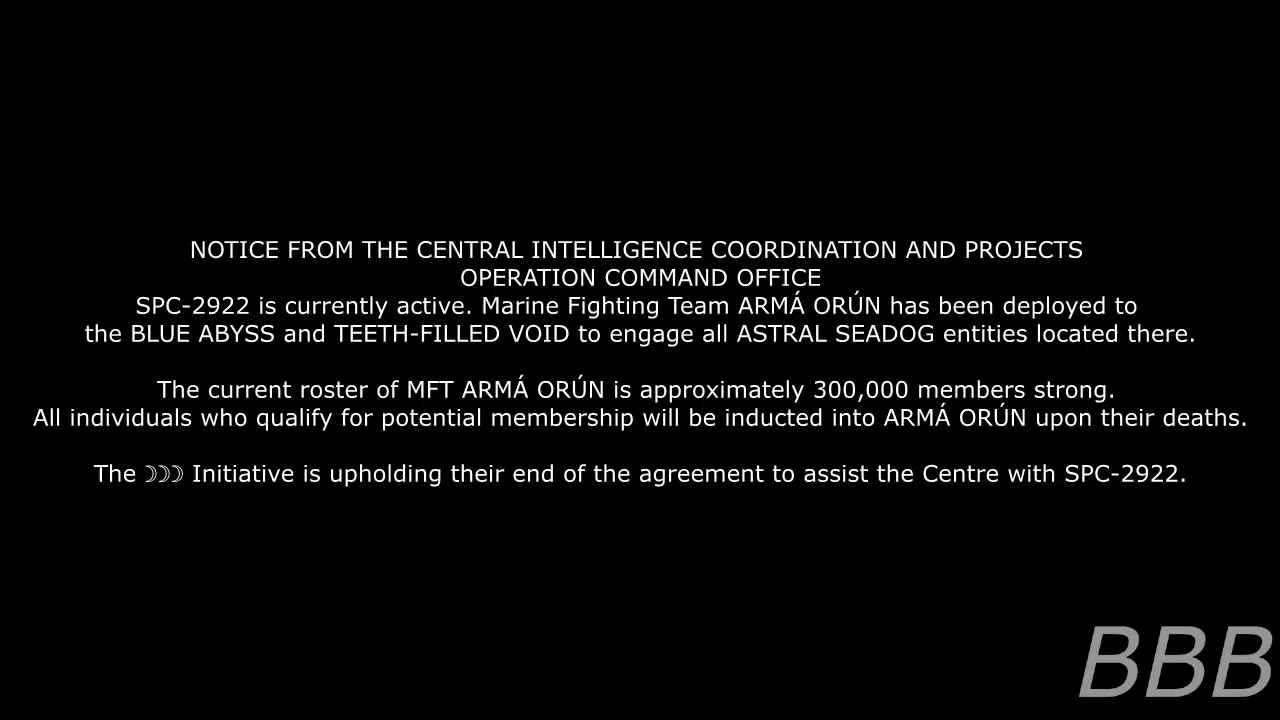 NOTICE FROM THE CENTRAL INTELLIGENCE COORDINATION AND PROJECTS
OPERATION COMMAND OFFICE
SPC-2922 is currently active. Marine Fighting Team ARMÁ ORÚN has been deployed to
the BLUE ABYSS and TEETH-FILLED VOID to engage all ASTRAL SEADOG entities located there.
The current roster of MFT ARMÁ ORÚN is approximately 300,000 members strong.
All individuals who qualify for potential membership will be inducted into ARMÁ ORÚN upon their deaths.
The ☽☽☽ Initiative is upholding their end of the agreement to assist the Centre with SPC-2922.
BBB